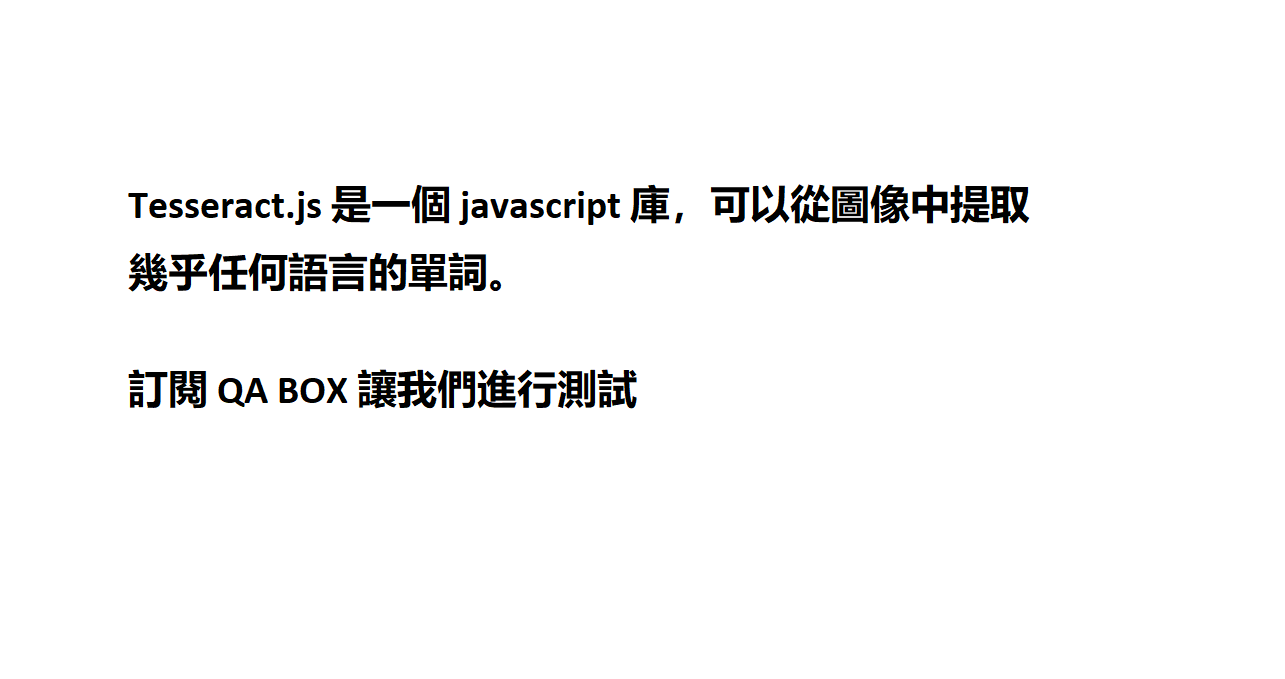 Tesseract.js 是一個 javascript 庫，可以從圖像中提取
幾乎任何語言的單詞。
訂閱 QA BOX 讓我們進行測試